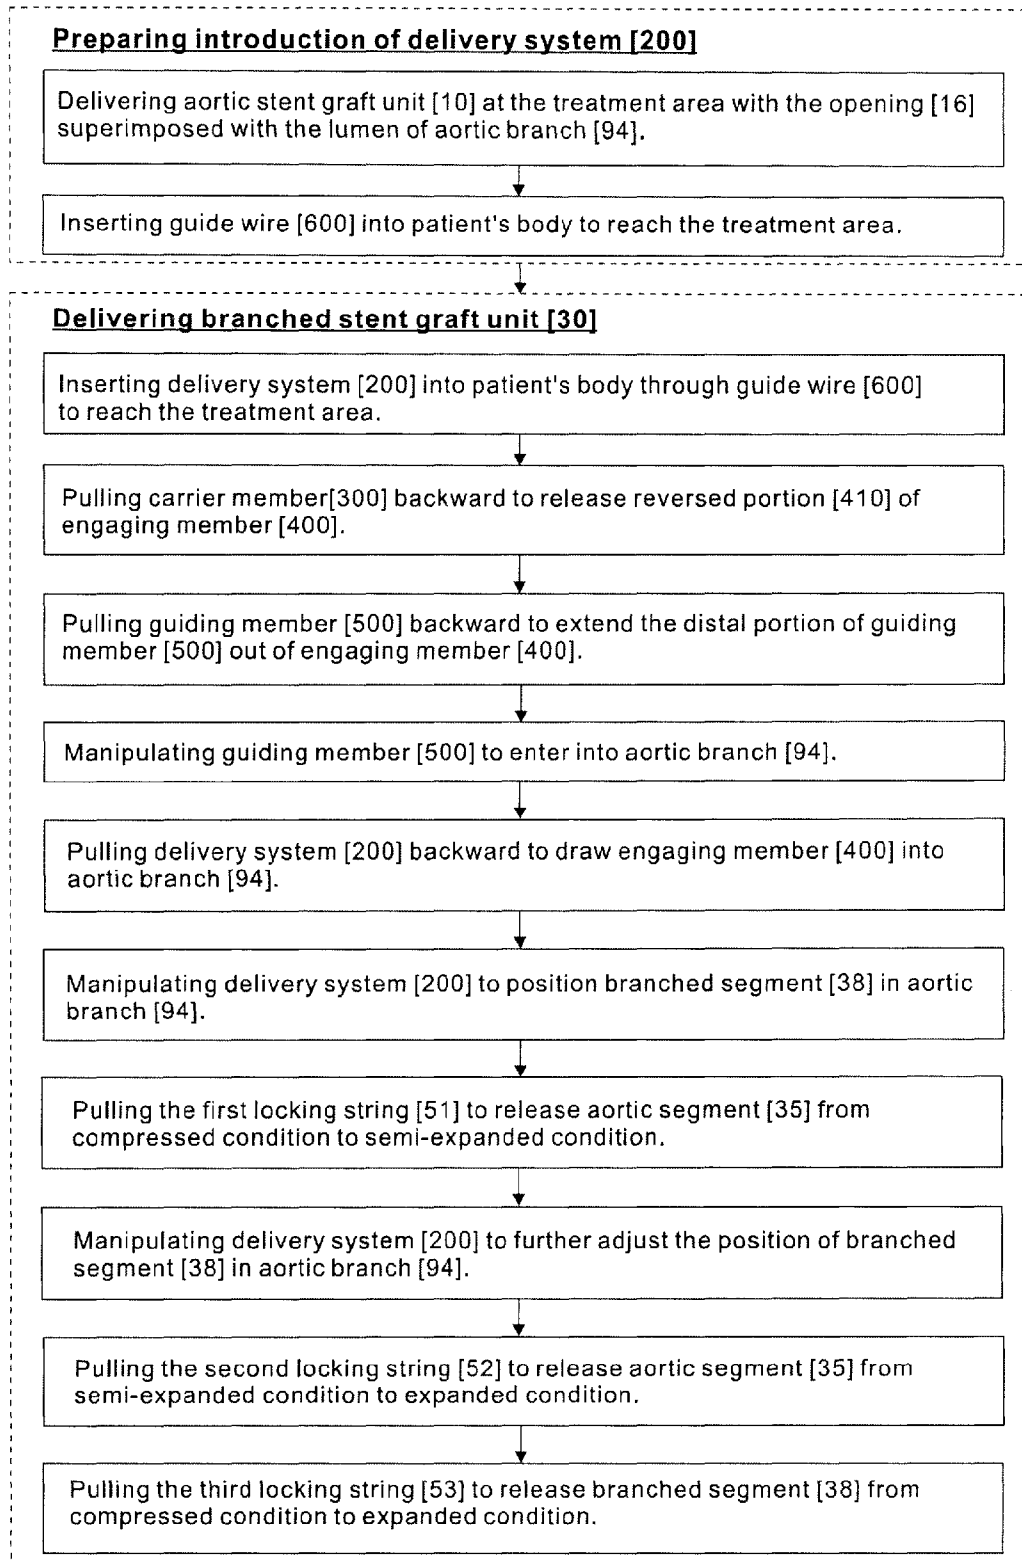 Preparing introduction of delivery system [200]
Delivering aortic stent graft unit [10] at the treatment area with the opening [16]
superimposed with the lumen of aortic branch [94].
Inserting guide wire [600] into patient's body to reach the treatment area.
Delivering branched stent graft unit [30]
Inserting delivery system [200] into patient's body through guide wire [600]
to reach the treatment area.
Pulling carrier member[300] backward to release reversed portion [410] of
engaging member [400].
Pulling guiding member [500] backward to extend the distal portion of guiding
member [500] out of engaging member [400].
Manipulating guiding member [500] to enter into aortic branch [94].
Pulling delivery system [200] backward to draw engaging member [400] into
aortic branch [94].
Manipulating delivery system [200] to position branched segment [38] in aortic
branch [94].
Pulling the first locking string [51] to release aortic segment [35] from
compressed condition to semi-expanded condition.
Manipulating delivery system [200] to further adjust the position of branched
segment [38] in aortic branch [94].
Pulling the second locking string [52] to release aortic segment [35] from
semi-expanded condition to expanded condition.
Pulling the third locking string [53] to release branched segment [38] from
compressed condition to expanded condition.